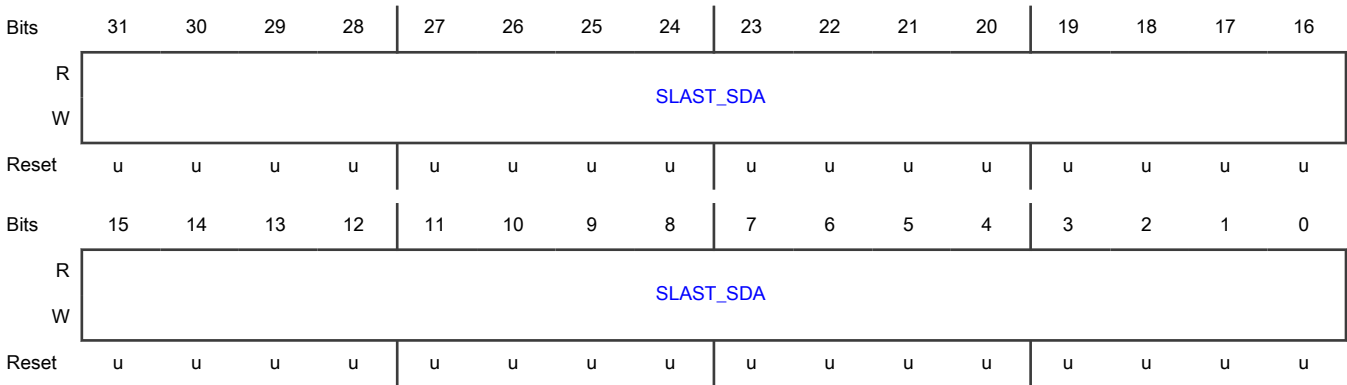 Bits 31 30 29 28 27 26 25 24 23 22 21 20 19 18 17 16
R
SLAST_SDA
W
Reset u u u u u u u u u u u u u u u u
Bits 15 14 13 12 11 10 9 8 7 6 5 4 3 2 1 0
R
SLAST_SDA
W
Reset u u u u u u u u u u u u u u u u